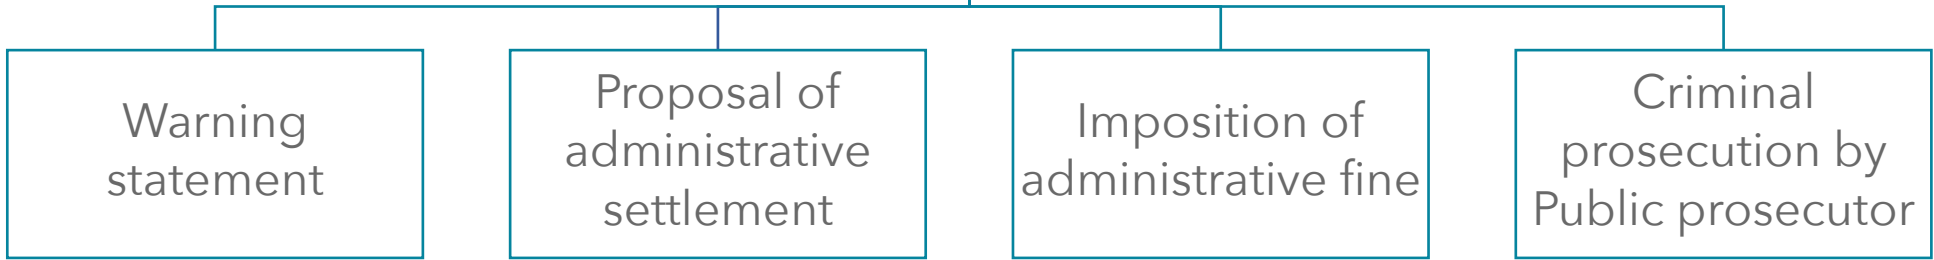 Warning
statement
Proposal of
administrative
settlement
Imposition of
administrative fine
Criminal
prosecution by
Public prosecutor